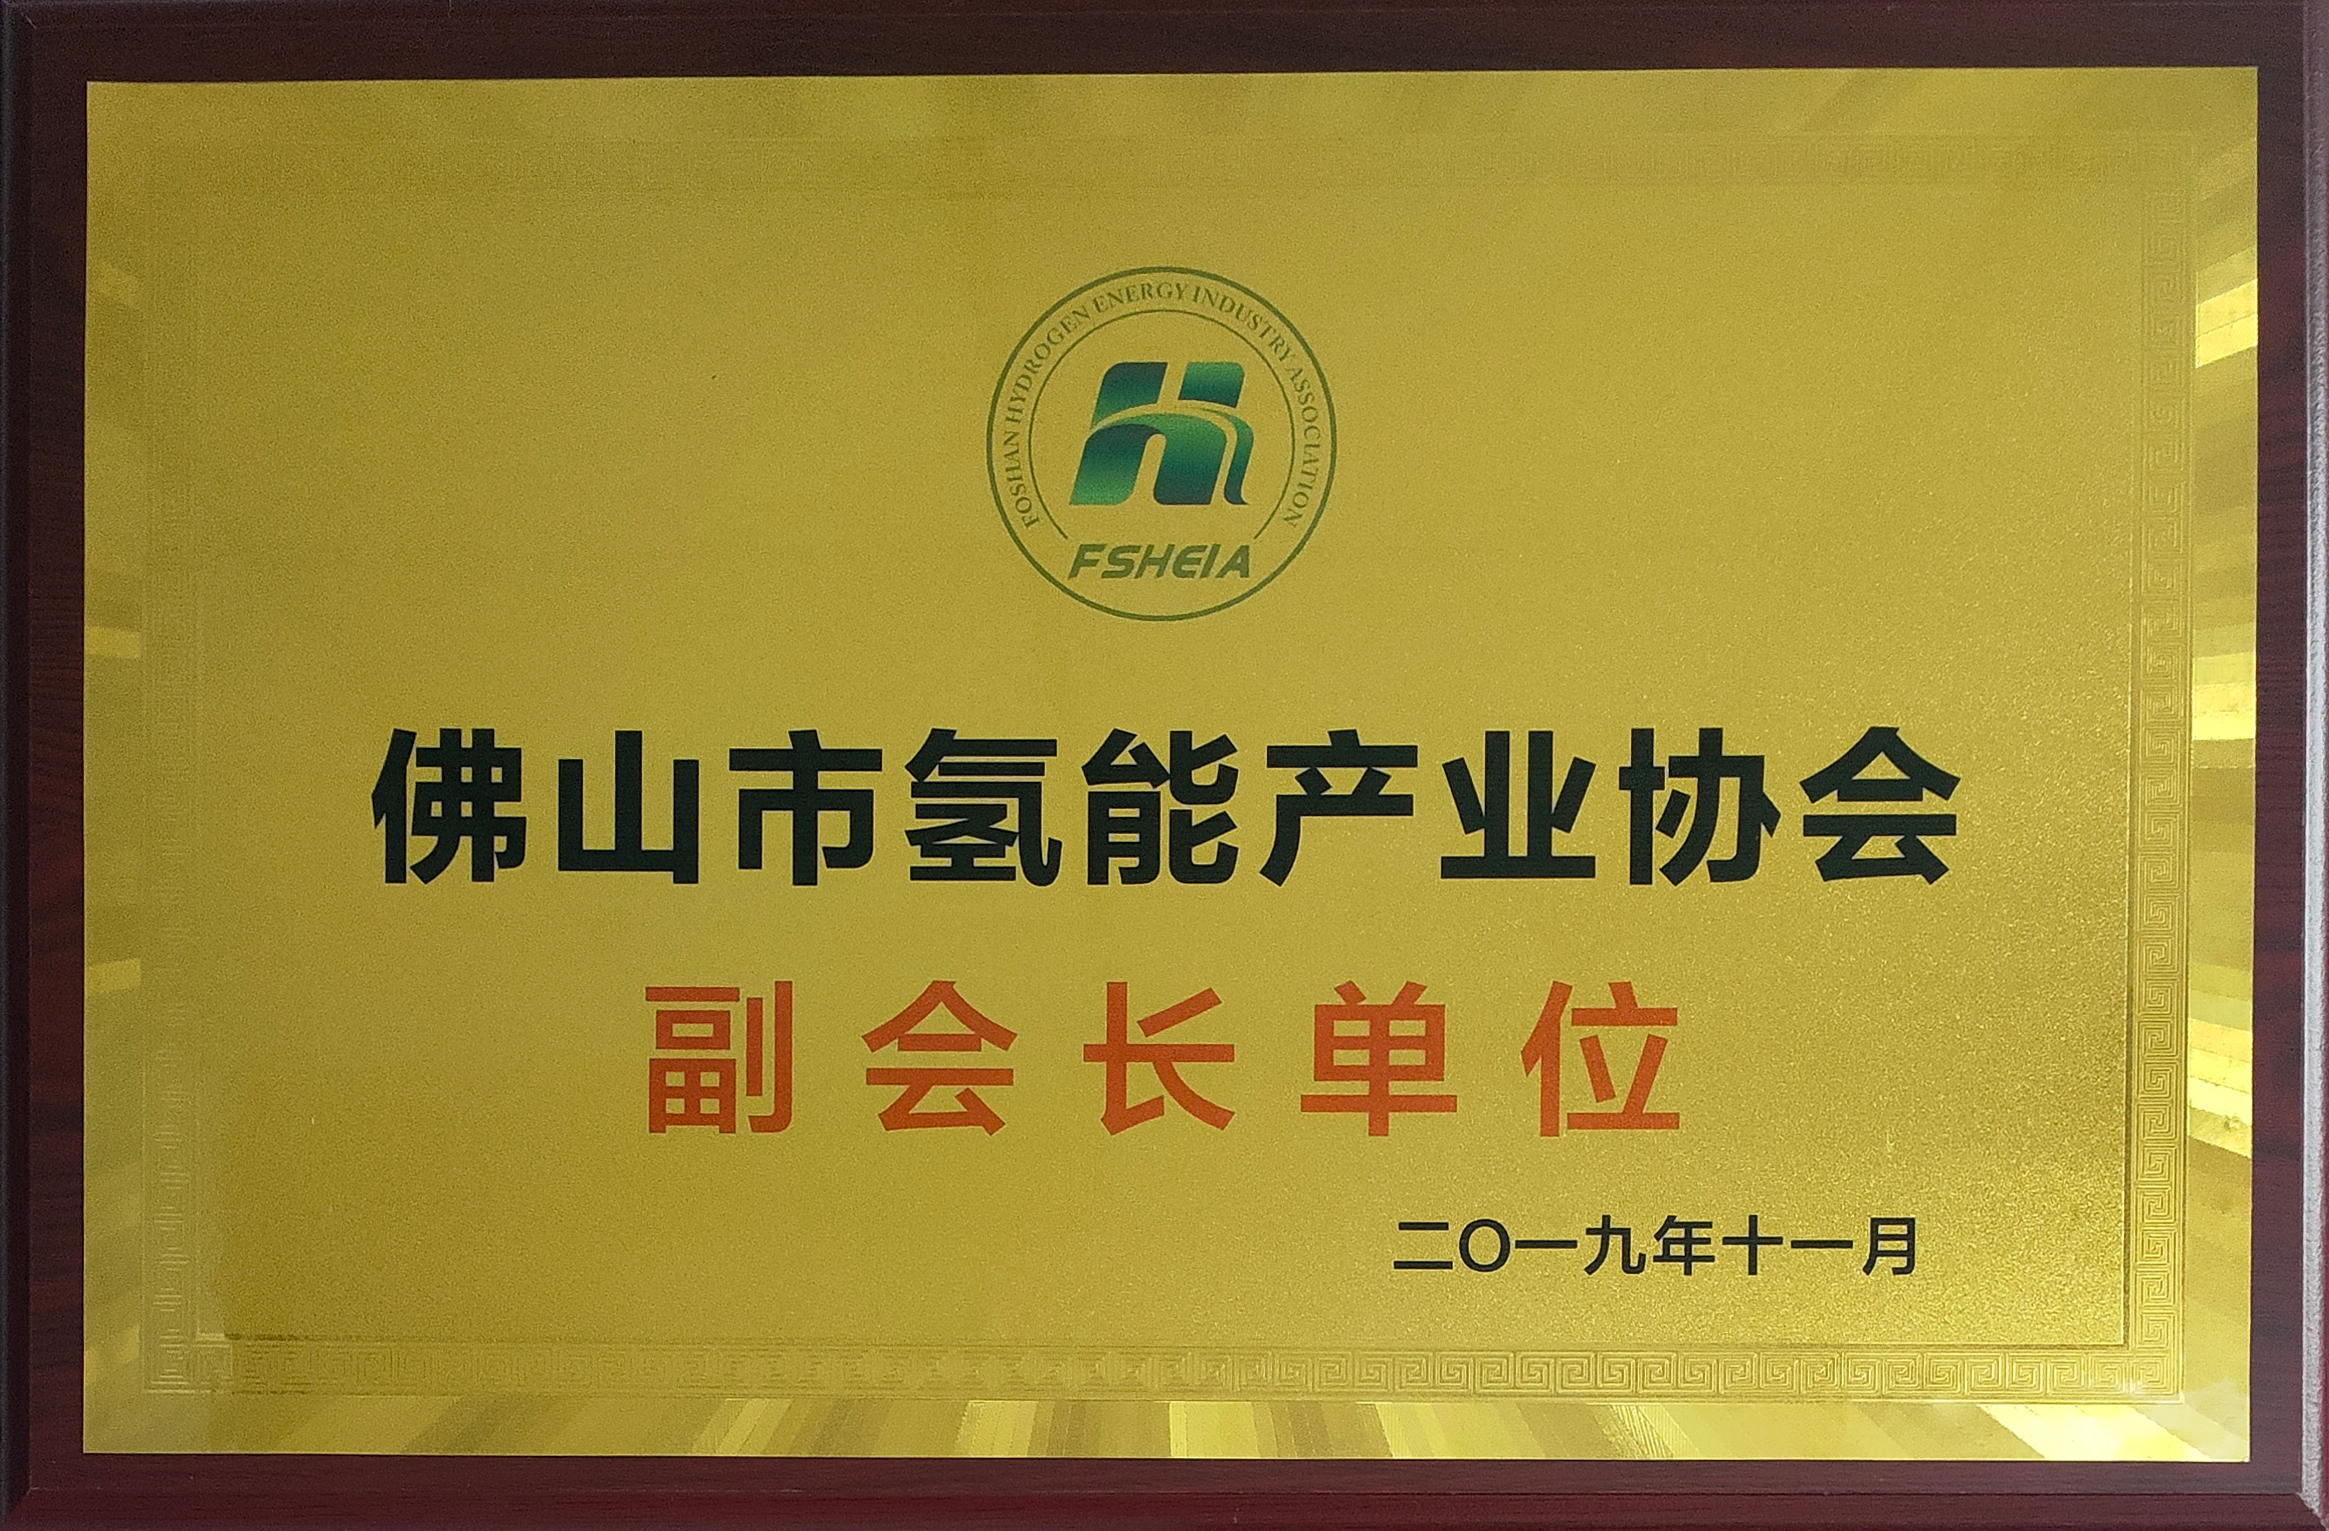 FOSHAN HYDROGEN ENERGY INDUSTRY ASSOCIATION
FSHEIA
佛山市氢能产业协会
副会长单位
二〇一九年十一月